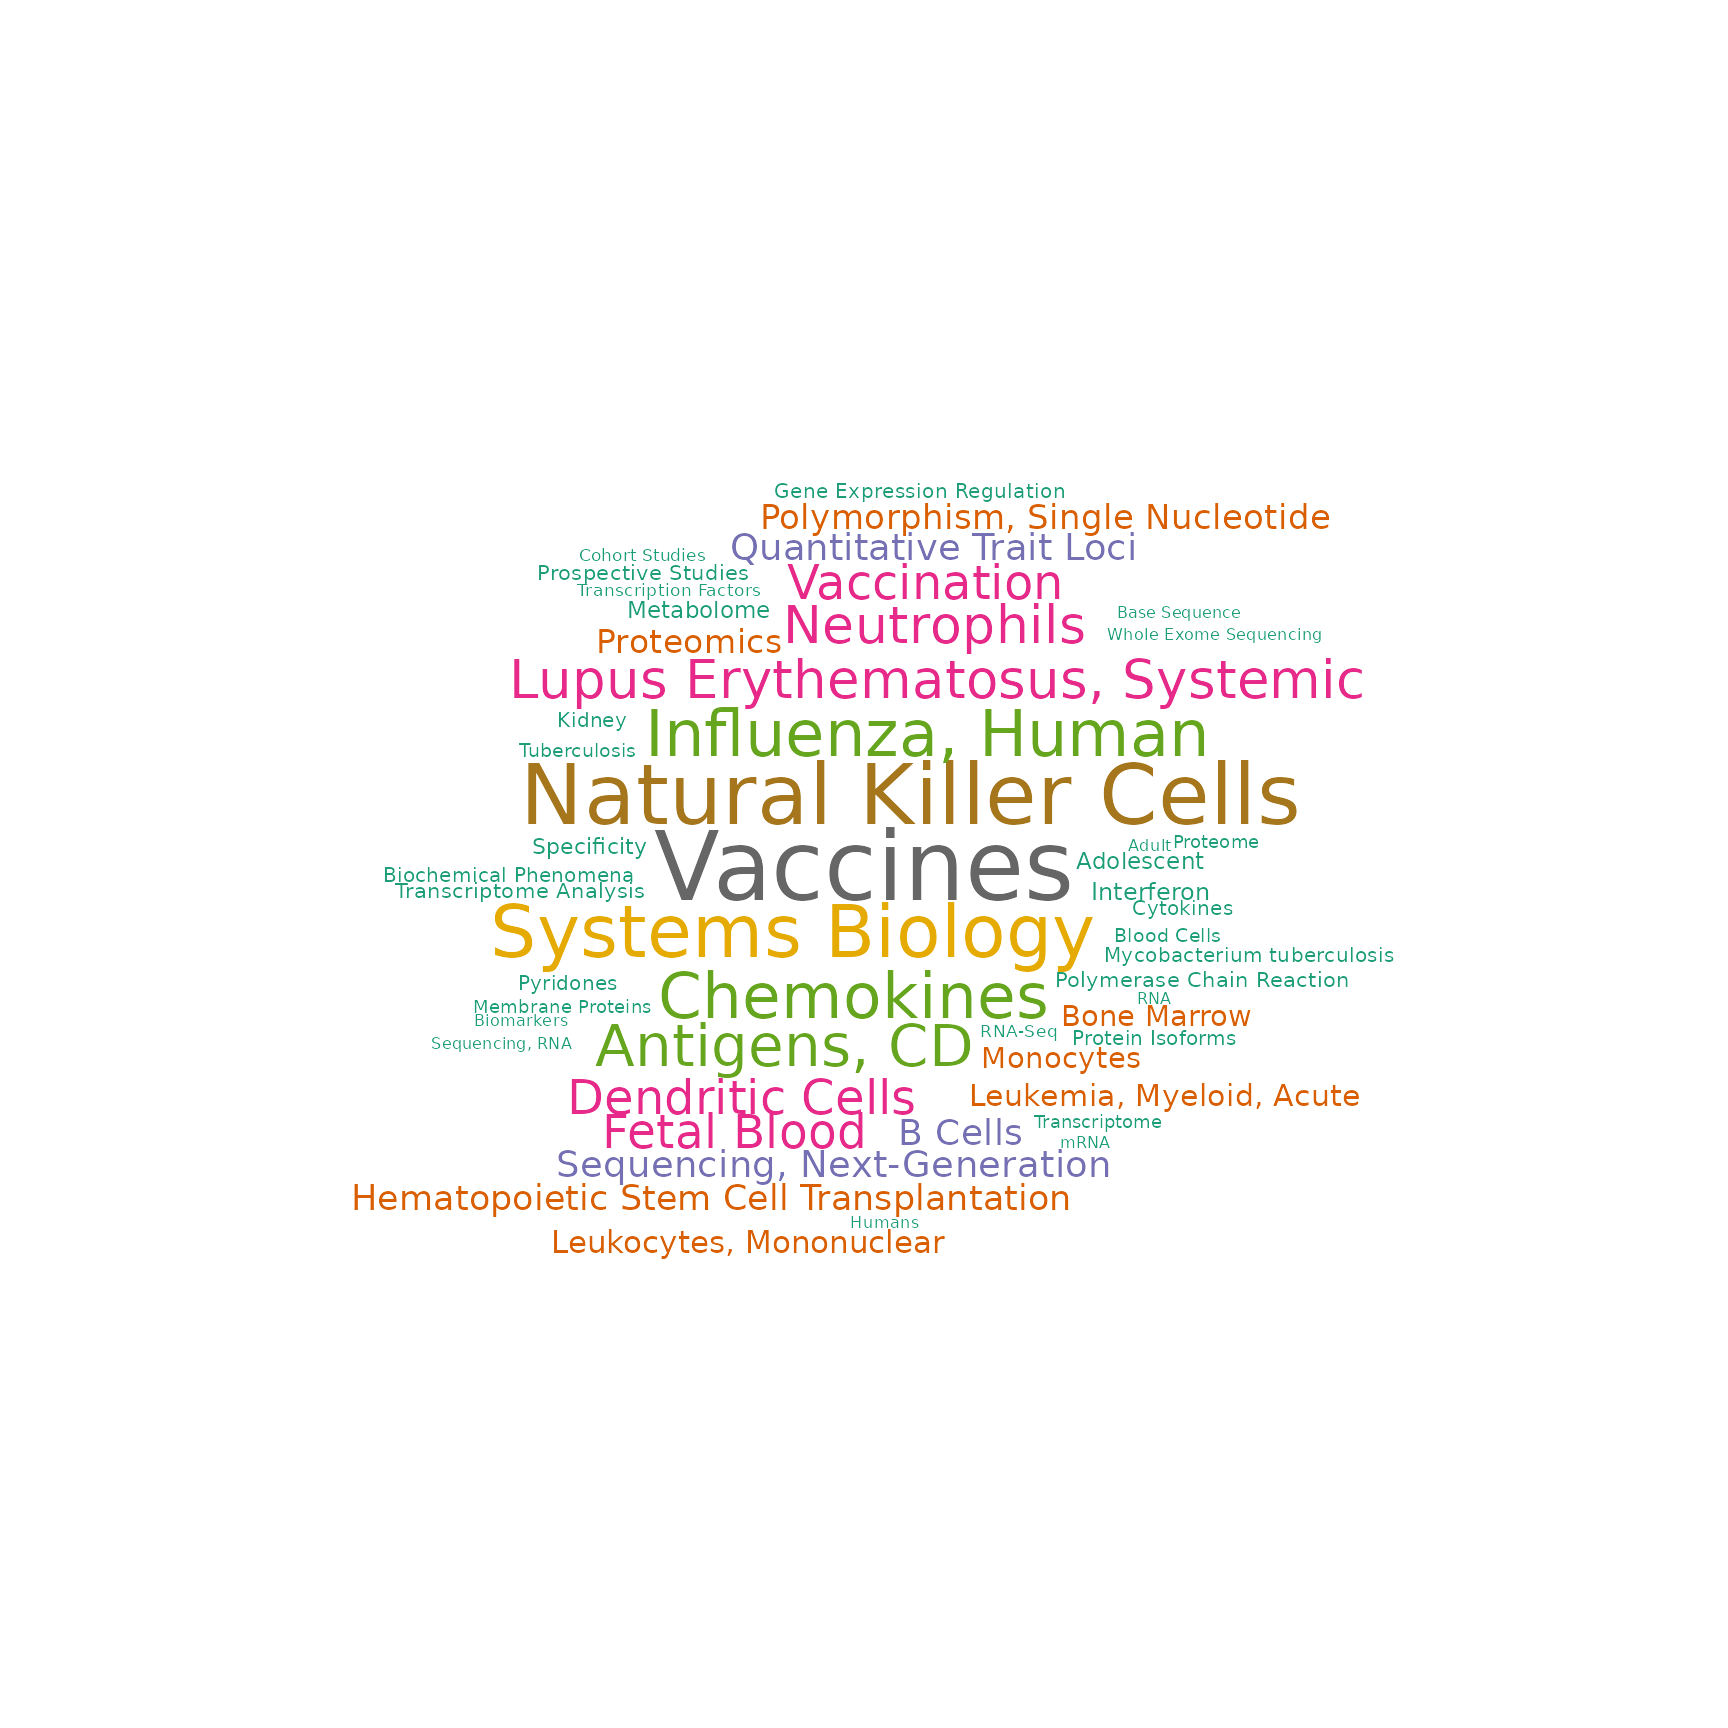 Gene Expression Regulation
Polymorphism, Single Nucleotide
Quantitative Trait Loci
Cohort Studies
Prospective Studies
Vaccination
Transcription Factors
Metabolome
Neutrophils
Base Sequence
Whole Exome Sequencing
Proteomics
Lupus Erythematosus, Systemic
Kidney
Influenza, Human
Tuberculosis
Natural Killer Cells
Specificity
Vaccines
Adult
Proteome
Adolescent
Biochemical Phenomena
Transcriptome Analysis
Interferon
Cytokines
Systems Biology
Blood Cells
Mycobacterium tuberculosis
Pyridones
Chemokines
Polymerase Chain Reaction
RNA
Membrane Proteins
Bone Marrow
Biomarkers
Sequencing, RNA
Antigens, CD
RNA-Seq
Protein Isoforms
Monocytes
Dendritic Cells
Leukemia, Myeloid, Acute
Fetal Blood
B Cells
Transcriptome
mRNA
Sequencing, Next-Generation
Hematopoietic Stem Cell Transplantation
Humans
Leukocytes, Mononuclear